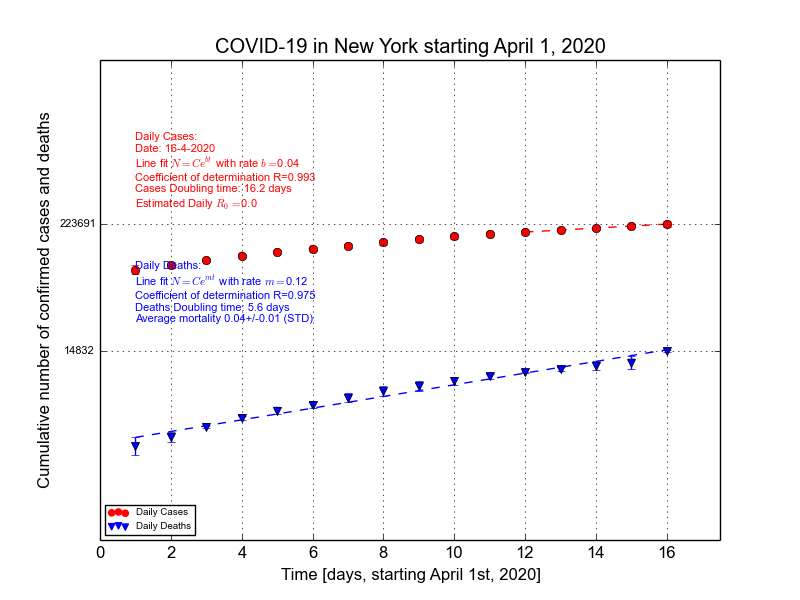 COVID-19 in New York starting April 1, 2020
Cumulative number of confirmed cases and deaths
Daily Cases:
Date: 16-4-2020
Line fit N = Ce^{bt} with rate b =0.04
Coefficient of determination R=0.993
Cases Doubling time: 16.2 days
Estimated Daily R_0 =0.0
223691
Daily Deaths:
Line fit N = Ce^{mt} with rate m =0.12
Coefficient of determination R=0.975
Deaths Doubling time: 5.6 days
Average mortality 0.04+/-0.01 (STD)
14832
Daily Cases
Daily Deaths
0 2 4 6 8 10 12 14 16
Time [days, starting April 1st, 2020]